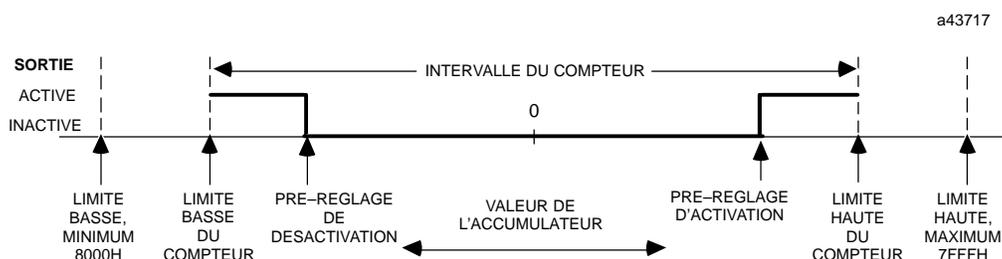 a43717
SORTIE
INTERVALLE DU COMPTEUR
ACTIVE
0
INACTIVE
LIMITE
BASSE,
MINIMUM
8000H
LIMITE
BASSE
DU
COMPTEUR
PRE–REGLAGE
DE
DESACTIVATION
VALEUR DE
L'ACCUMULATEUR
PRE–REGLAGE
D'ACTIVATION
LIMITE
HAUTE
DU
COMPTEUR
LIMITE
HAUTE,
MAXIMUM
7FFFH